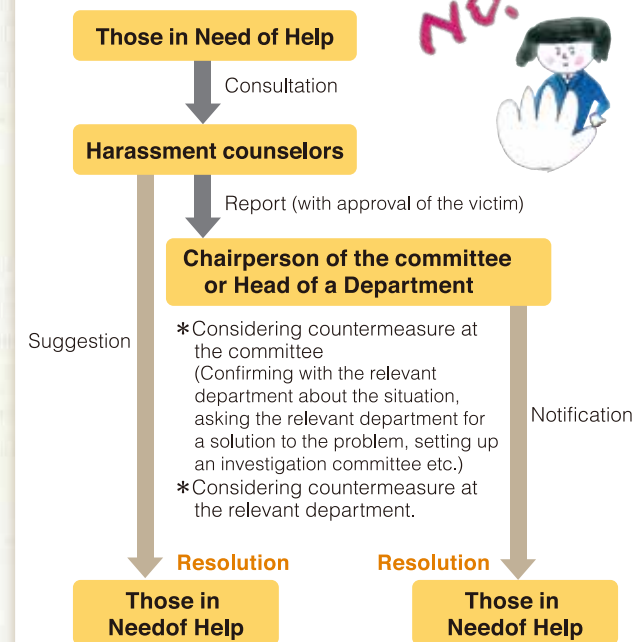 No.
Those in Need of Help
Consultation
Harassment counselors
Report (with approval of the victim)
Chairperson of the committee
or Head of a Department
Suggestion
*Considering countermeasure at
the committee
(Confirming with the relevant
department about the situation,
asking the relevant department for
a solution to the problem, setting up
an investigation committee etc.)
*Considering countermeasure at
the relevant department.
Notification
Resolution
Resolution
Those in
Needof Help
Those in
Needof Help